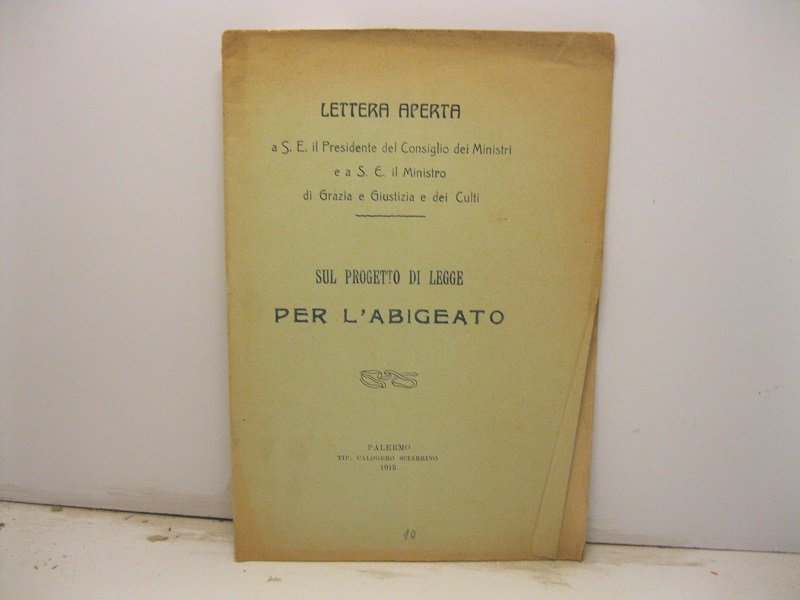 LETTERA APERTA
a S. E. il Presidente del Consiglio dei Ministri
e a S. E. il Ministro
di Grazia e Giustizia e dei Culti
SUL PROGETTO DI LEGGE
PER L'ABIGEATO
PALERMO
TIP. CALOGERO SCIARRINO
1915
10